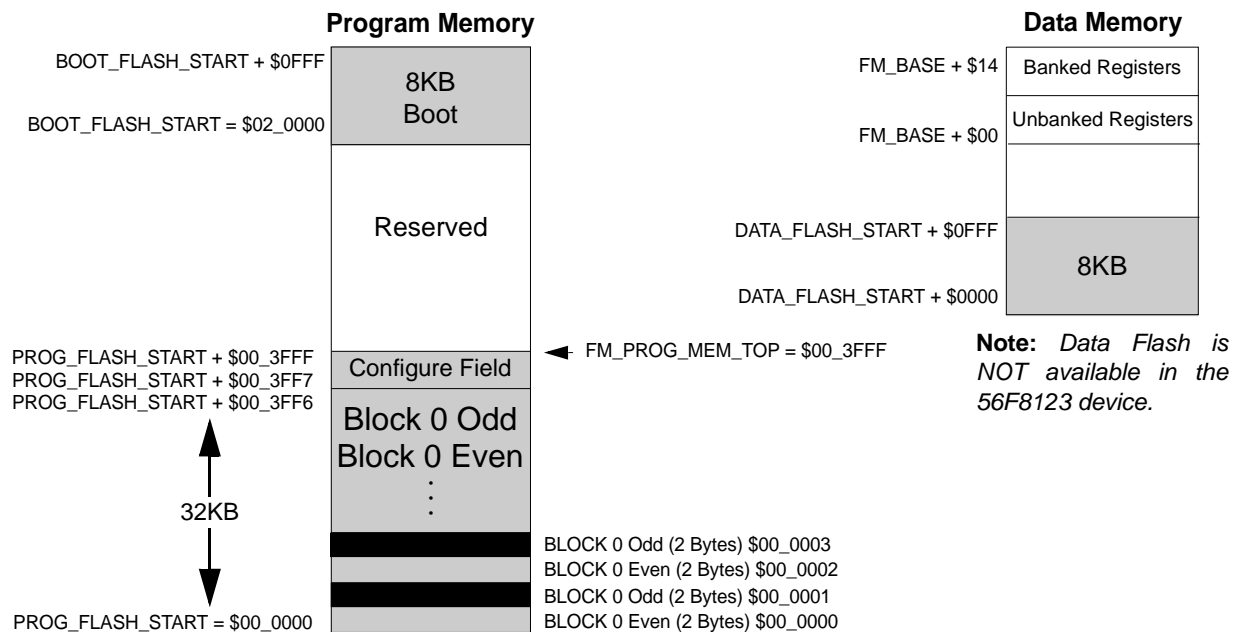 Program Memory
BOOT_FLASH_START + $0FFF
8KB
Boot
BOOT_FLASH_START = $02_0000
Reserved
PROG_FLASH_START + $00_3FFF
FM_PROG_MEM_TOP = $00_3FFF
Configure Field
PROG_FLASH_START + $00_3FF7
PROG_FLASH_START + $00_3FF6
Block 0 Odd
Block 0 Even
32KB
BLOCK 0 Odd (2 Bytes) $00_0003
BLOCK 0 Even (2 Bytes) $00_0002
BLOCK 0 Odd (2 Bytes) $00_0001
BLOCK 0 Even (2 Bytes) $00_0000
PROG_FLASH_START = $00_0000
Data Memory
FM_BASE + $14
Banked Registers
Unbanked Registers
FM_BASE + $00
DATA_FLASH_START + $0FFF
8KB
DATA_FLASH_START + $0000
Note: Data Flash is
NOT available in the
56F8123 device.